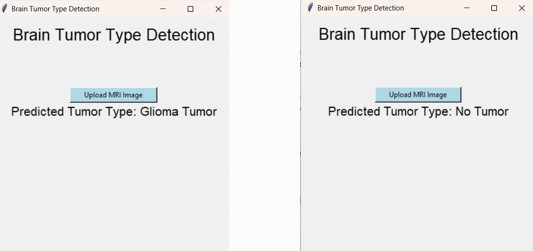 Brain Tumor Type Detection
Brain Tumor Type Detection
Upload MRI Image
Predicted Tumor Type: Glioma Tumor
Brain Tumor Type Detection
Brain Tumor Type Detection
Upload MRI Image
Predicted Tumor Type: No Tumor